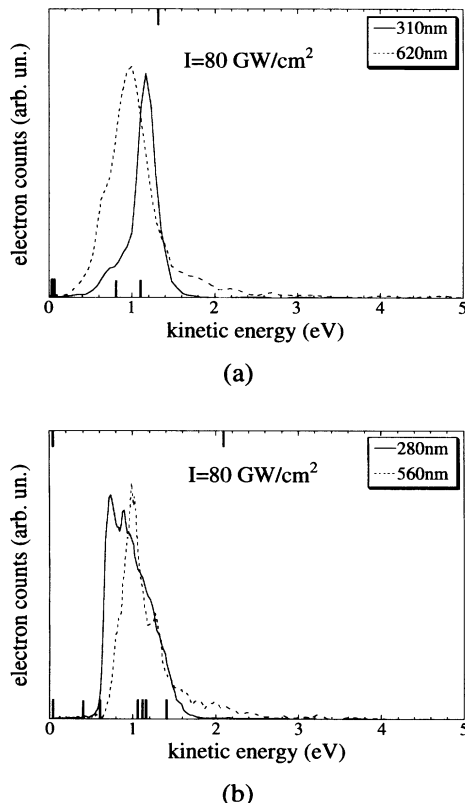 I=80 GW/cm²
310nm
620nm
electron counts (arb. un.)
0 1 2 3 4 5
kinetic energy (eV)
(a)
I=80 GW/cm²
280nm
560nm
electron counts (arb. un.)
0 1 2 3 4 5
kinetic energy (eV)
(b)